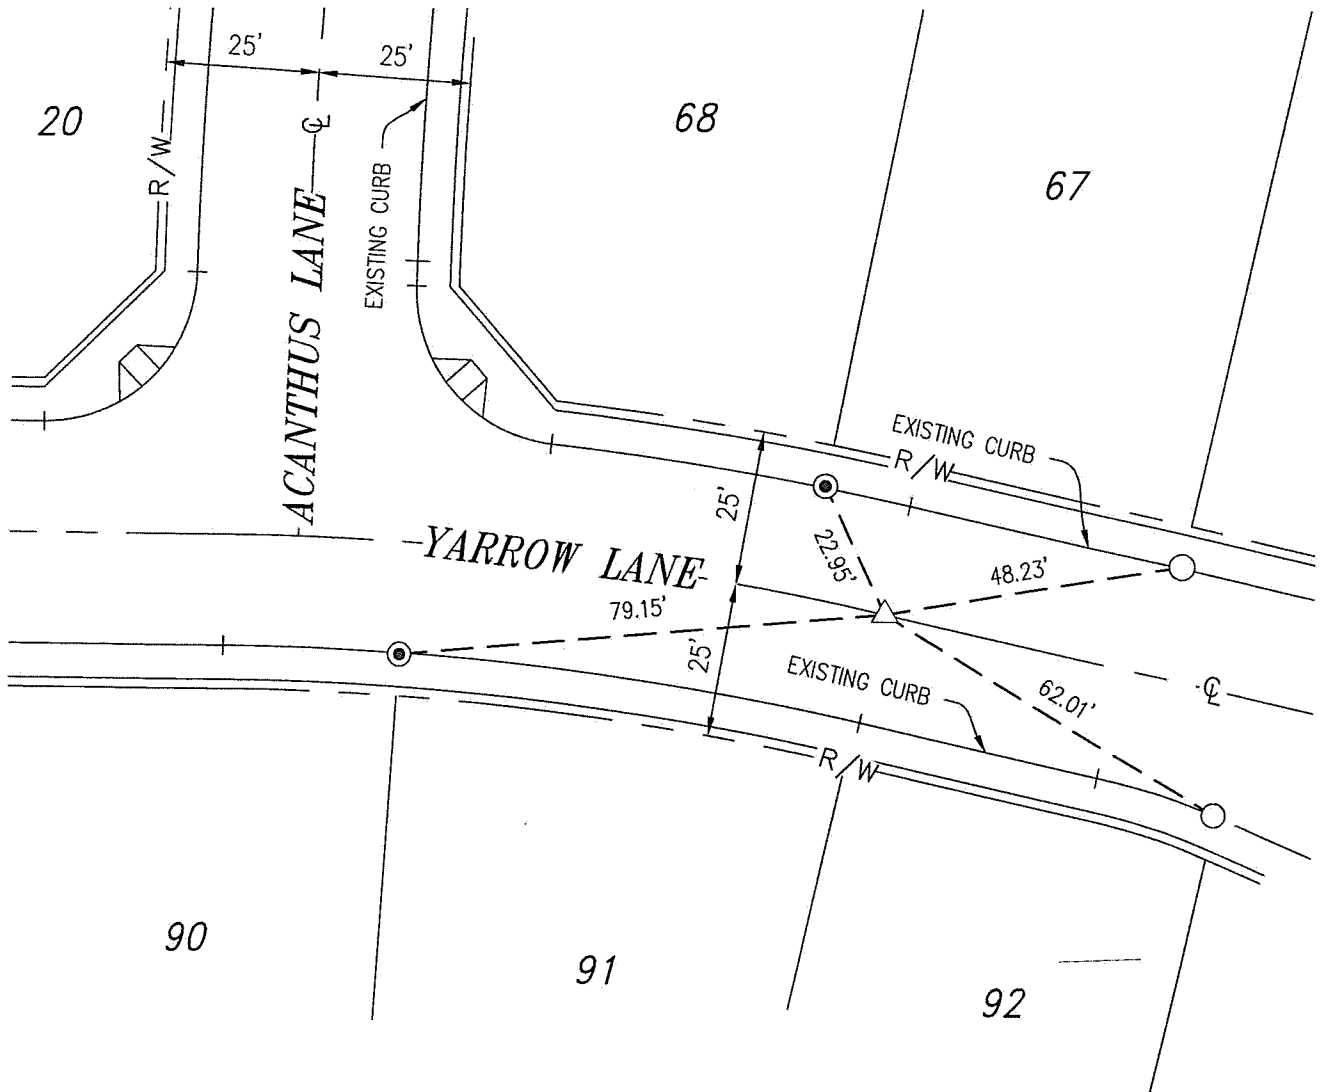 25'
25'
20
68
℄
67
R/W
EXISTING CURB
ACANTHUS LANE
EXISTING CURB
R/W
25'
YARROW LANE
22.95'
48.23'
79.15'
25'
EXISTING CURB
62.01'
℄
R/W
90
91
92